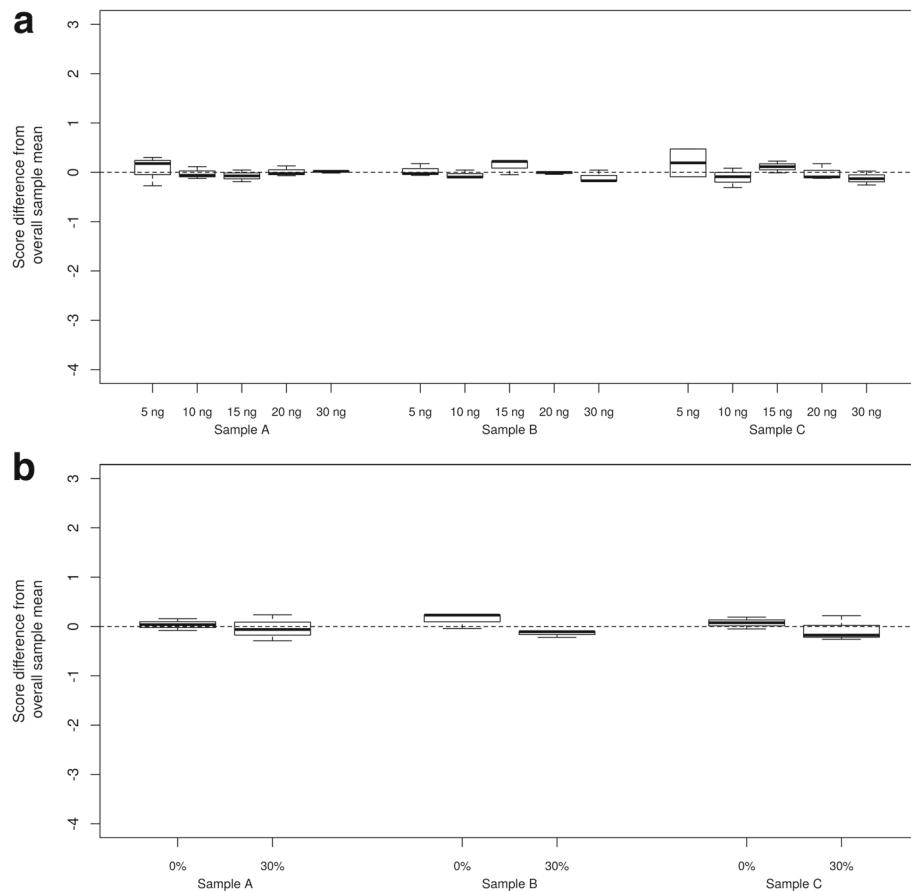 a
Score difference from
overall sample mean
3
2
1
0
-1
-2
-3
-4
5 ng 10 ng 15 ng 20 ng 30 ng 5 ng 10 ng 15 ng 20 ng 30 ng 5 ng 10 ng 15 ng 20 ng 30 ng
Sample A Sample B Sample C
b
Score difference from
overall sample mean
3
2
1
0
-1
-2
-3
-4
0% 30% 0% 30% 0% 30%
Sample A Sample B Sample C